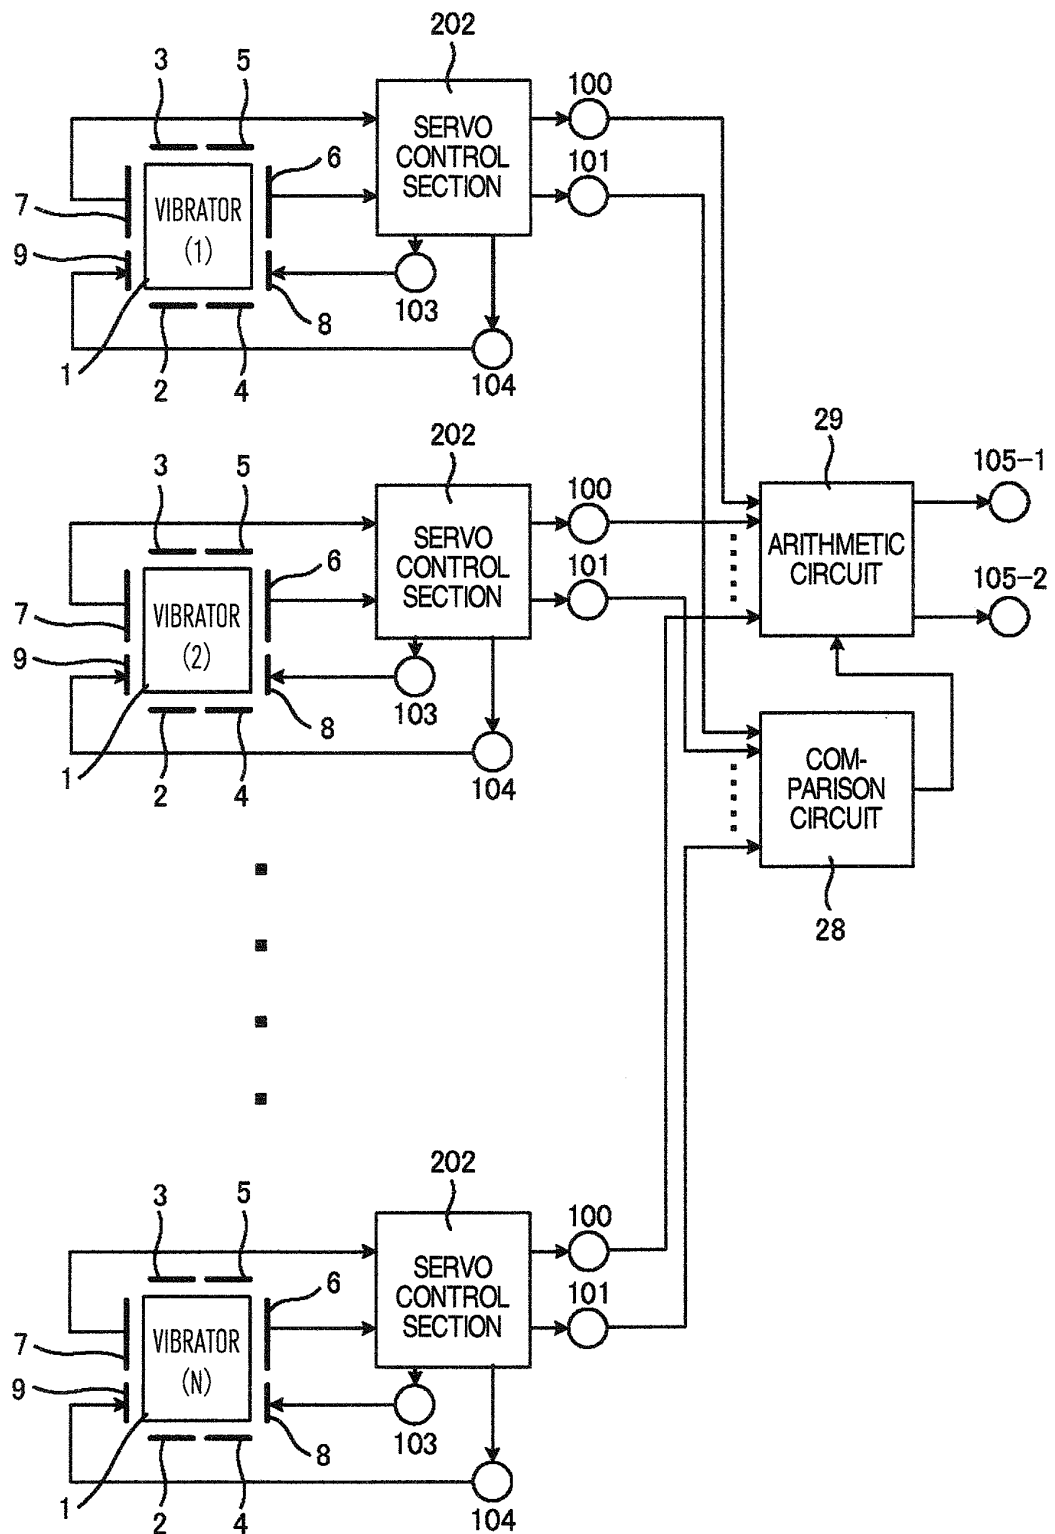 202
3
5
100
SERVO
CONTROL
SECTION
6
101
7
VIBRATOR
(1)
9
103
8
1
2
4
104
202
29
105-1
3
5
100
SERVO
CONTROL
SECTION
ARITHMETIC
CIRCUIT
6
101
105-2
7
VIBRATOR
(2)
9
103
8
1
2
4
104
COM-
PARISON
CIRCUIT
28
202
3
5
100
SERVO
CONTROL
SECTION
6
101
7
VIBRATOR
(N)
9
103
8
1
2
4
104